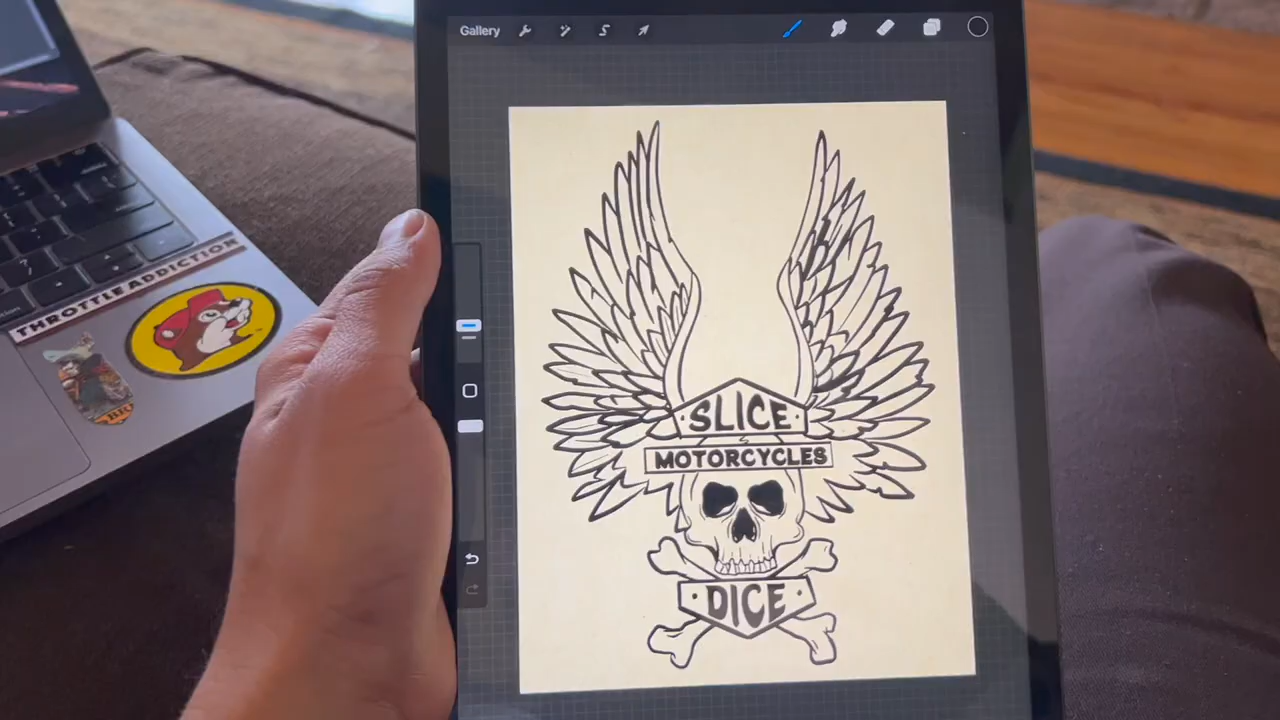 Gallery
SLICE
MOTORCYCLES
DICE
THROTTLE ADDICTION